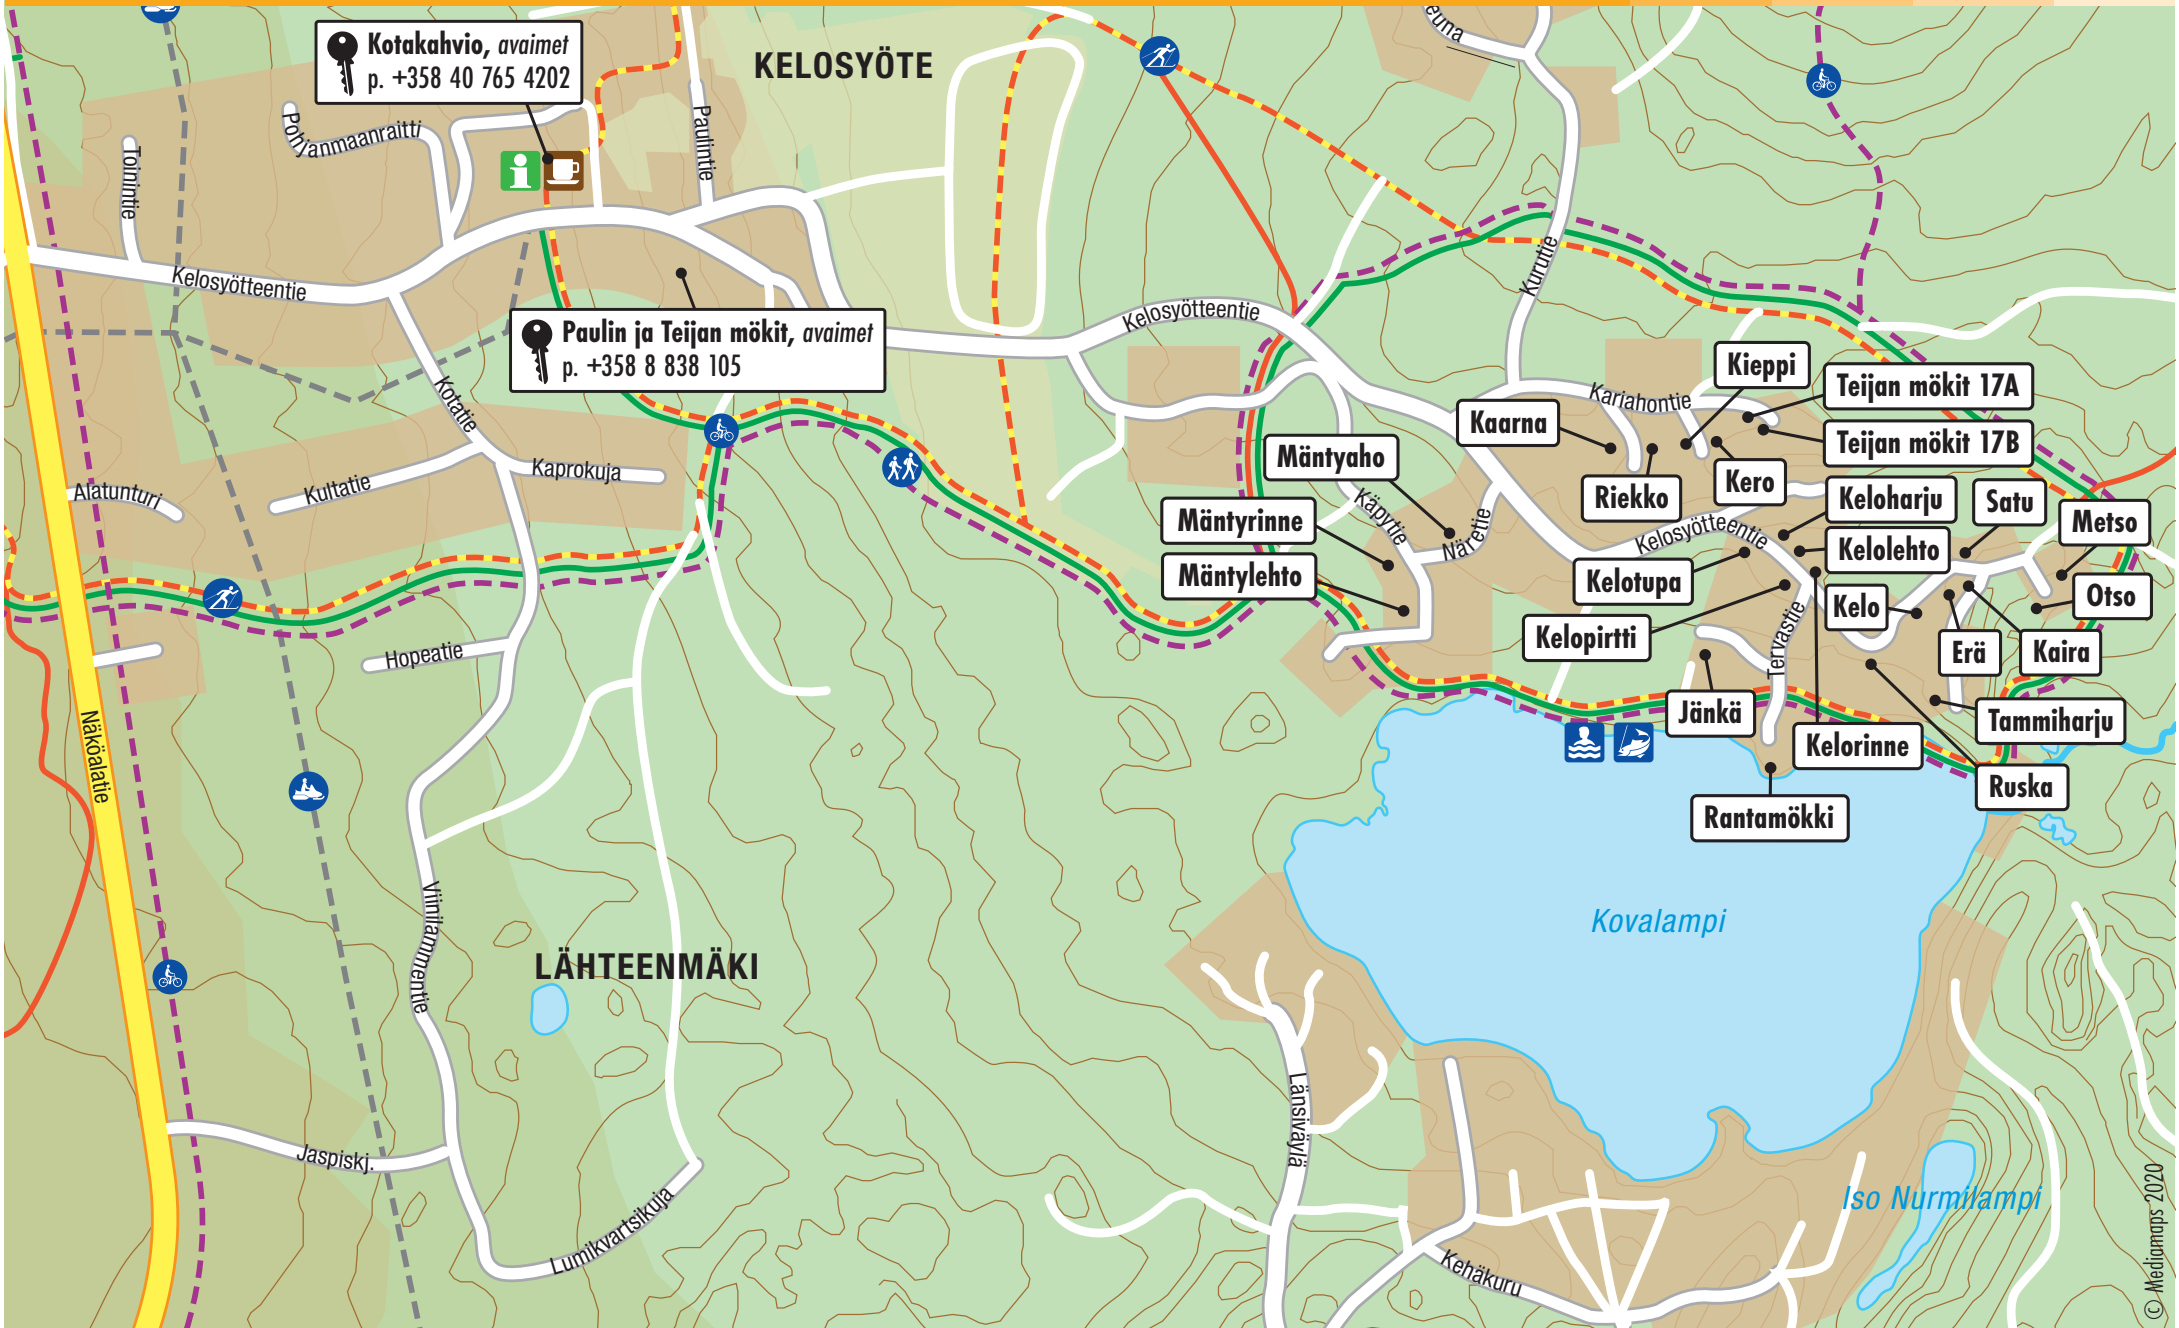 Kotakahvio, avaimet
p. +358 40 765 4202
KELOSYÖTE
euna
Pohjanmaanraitti
Toinintie
Paulintie
Kelosyötteentie
Kurutie
Paulin ja Teijan mökit, avaimet
p. +358 8 838 105
Kelosyötteentie
Kieppi
Teijan mökit 17A
Kariahontie
Kaarna
Teijan mökit 17B
Kotatie
Mäntyaho
Kero
Riekko
Keloharju
Satu
Metso
Kaprokuja
Kultatie
Alatunturi
Käpytie
Mäntyrinne
Näretie
Kelosyötteentie
Kelolehto
Mäntylehto
Kelotupa
Kelo
Otso
Kelopirtti
Tervastie
Erä
Kaira
Hopeatie
Jänkä
Tammiharju
Kelorinne
Näköalatie
Ruska
Rantamökki
Viinilammentie
Kovalampi
LÄHTEENMÄKI
Länsiväylä
Jaspiskj.
Lumikvartsikuja
Iso Nurmilampi
Kehäkuru
© Mediamaps 2020